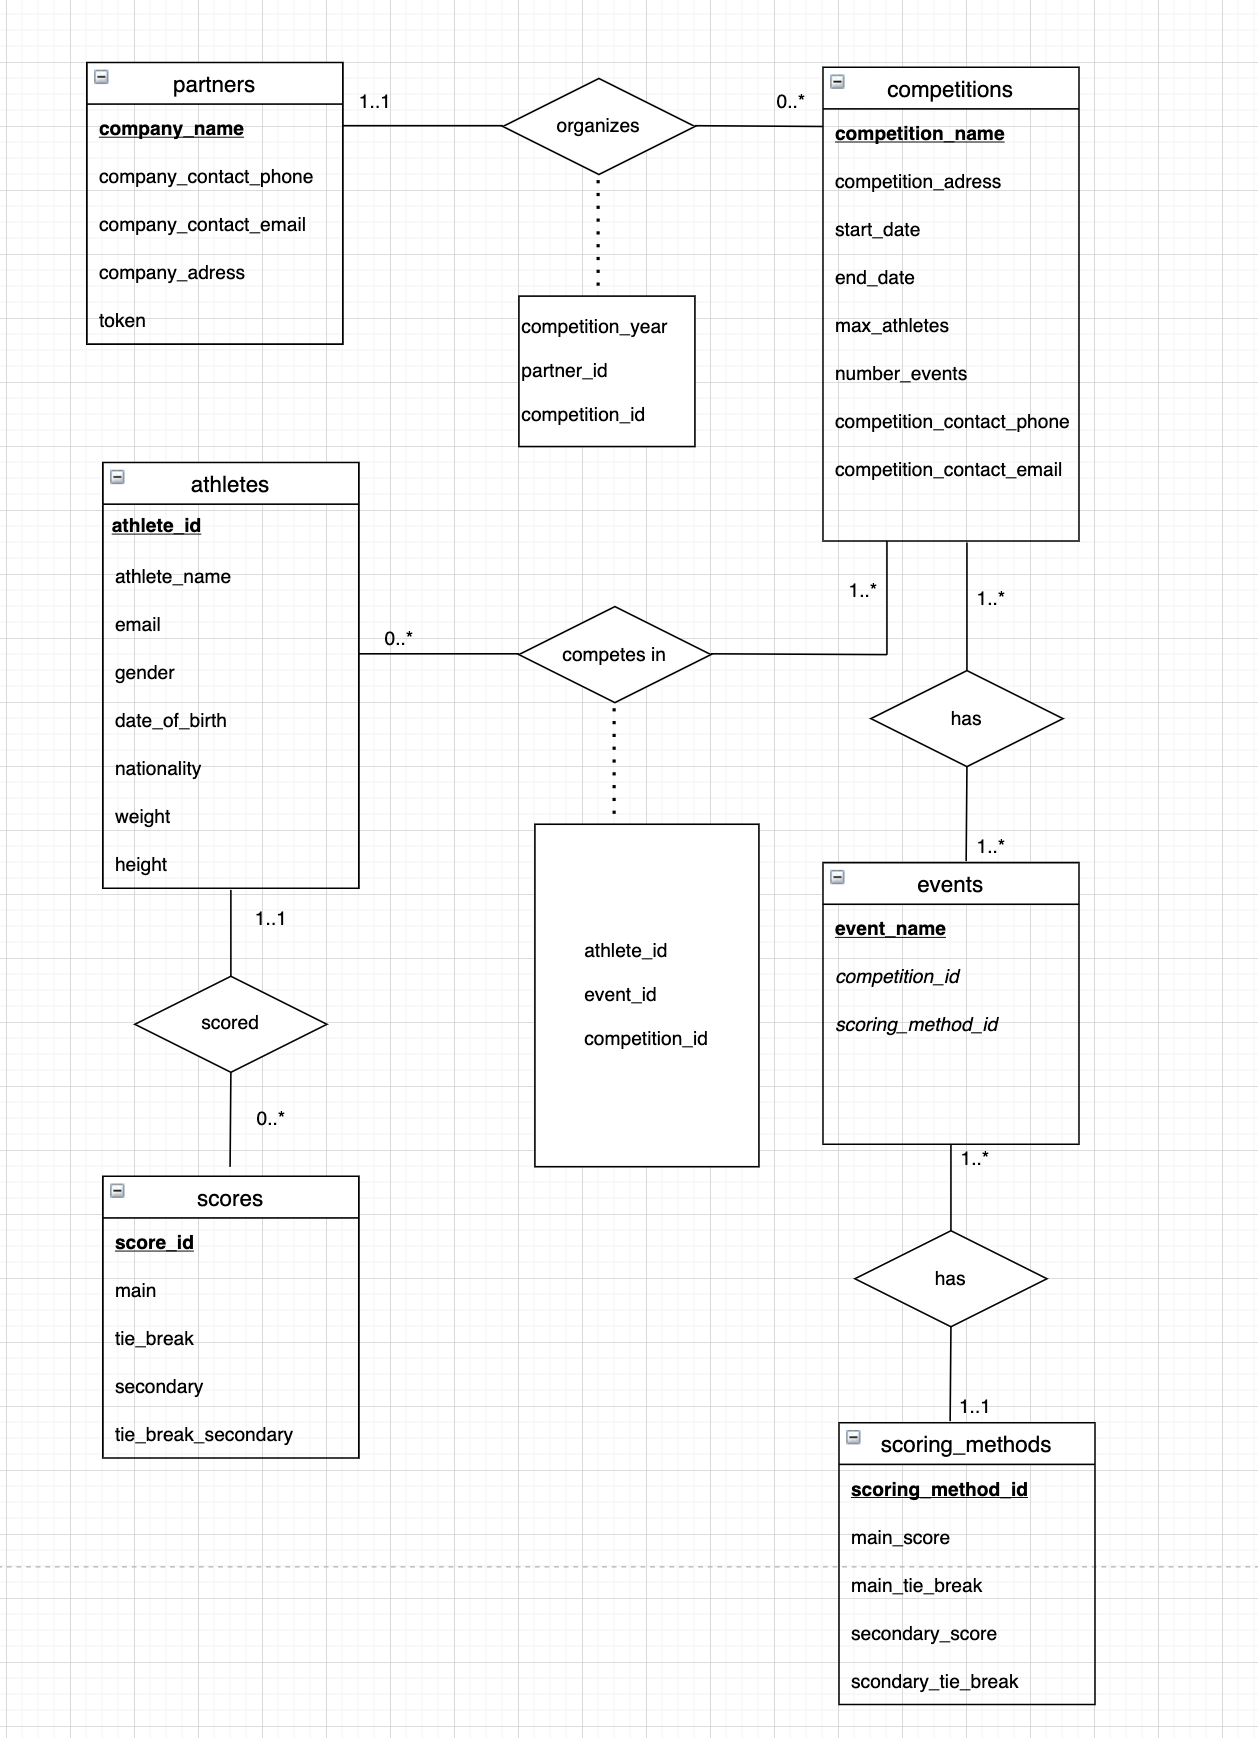 partners
company_name
company_contact_phone
company_contact_email
company_adress
token
1..1
organizes
0..*
competition_year
partner_id
competition_id
competitions
competition_name
competition_adress
start_date
end_date
max_athletes
number_events
competition_contact_phone
competition_contact_email
athletes
athlete_id
athlete_name
email
gender
date_of_birth
nationality
weight
height
0..*
competes in
1..*
1..*
has
1..*
athlete_id
event_id
competition_id
events
event_name
competition_id
scoring_method_id
1..1
scored
0..*
scores
score_id
main
tie_break
secondary
tie_break_secondary
1..*
has
1..1
scoring_methods
scoring_method_id
main_score
main_tie_break
secondary_score
scondary_tie_break